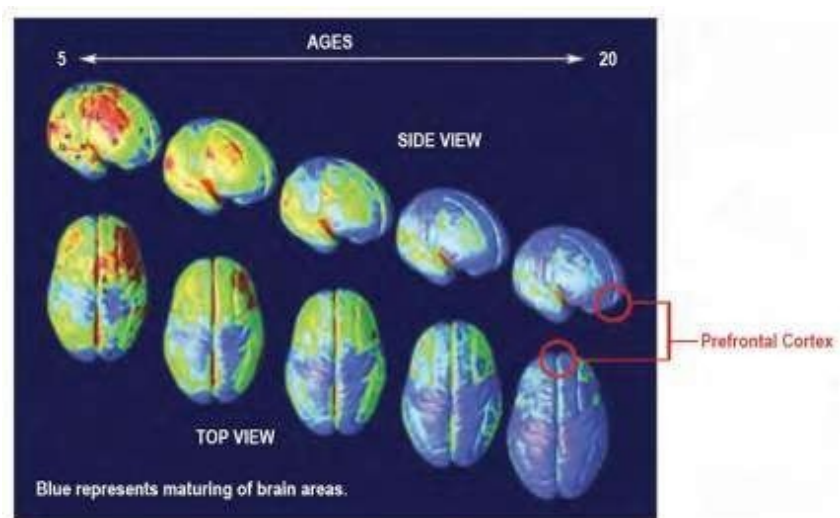 AGES
5 20
SIDE VIEW
Prefrontal Cortex
TOP VIEW
Blue represents maturing of brain areas.